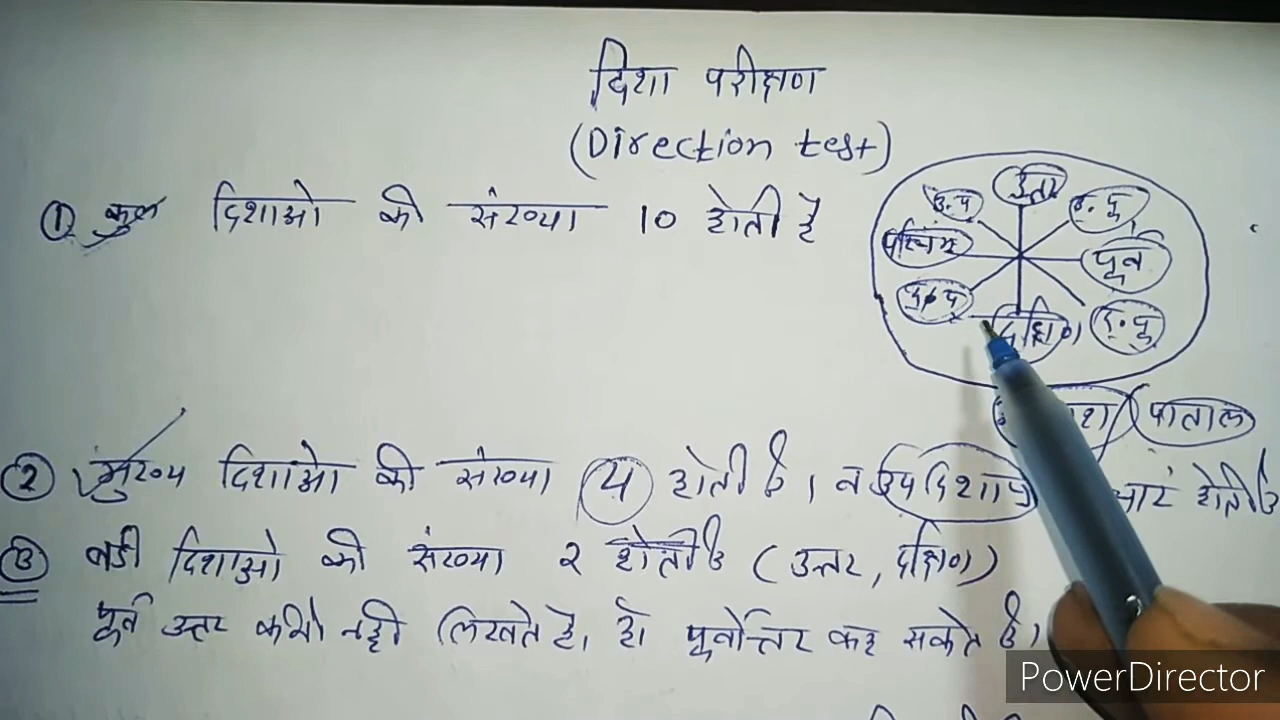 दिशा परीक्षण
(Direction test)
① कुल दिशाओ की संख्या 10 होती है
उत्तर
उ.प
उ.पु
पश्चिम
पूर्व
द.प
दक्षिण
द.पु
पाताल
② मुख्य दिशाओ की संख्या 4 होती है। व उपदिशाए चार होती है
③ बडी दिशाओ की संख्या २ होती है (उत्तर, दक्षिण)
पूर्व उत्तर कभी नही लिखते है। हां पूर्वोत्तर कह सकते है।
PowerDirector